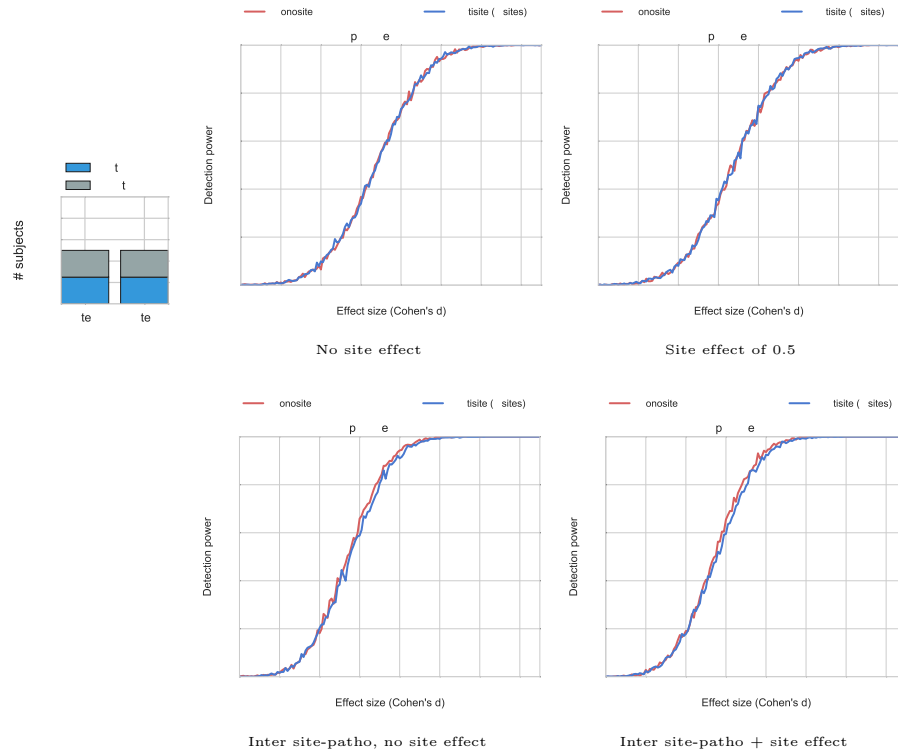 onosite tisite ( sites)
onosite tisite ( sites)
p e
p e
t
t
# subjects
te te
Detection power
Effect size (Cohen's d)
No site effect
Detection power
Effect size (Cohen's d)
Site effect of 0.5
onosite tisite ( sites)
onosite tisite ( sites)
p e
p e
Detection power
Effect size (Cohen's d)
Inter site-patho, no site effect
Detection power
Effect size (Cohen's d)
Inter site-patho + site effect